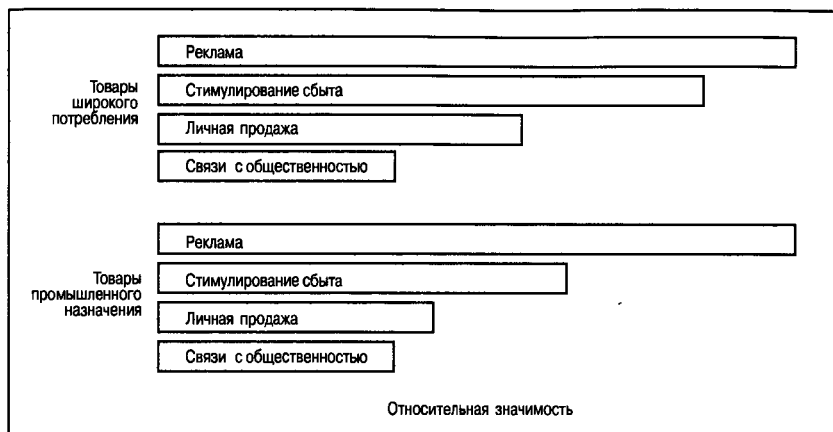 Товары
широкого
потребления
Реклама
Стимулирование сбыта
Личная продажа
Связи с общественностью
Товары
промышленного
назначения
Реклама
Стимулирование сбыта
Личная продажа
Связи с общественностью
Относительная значимость